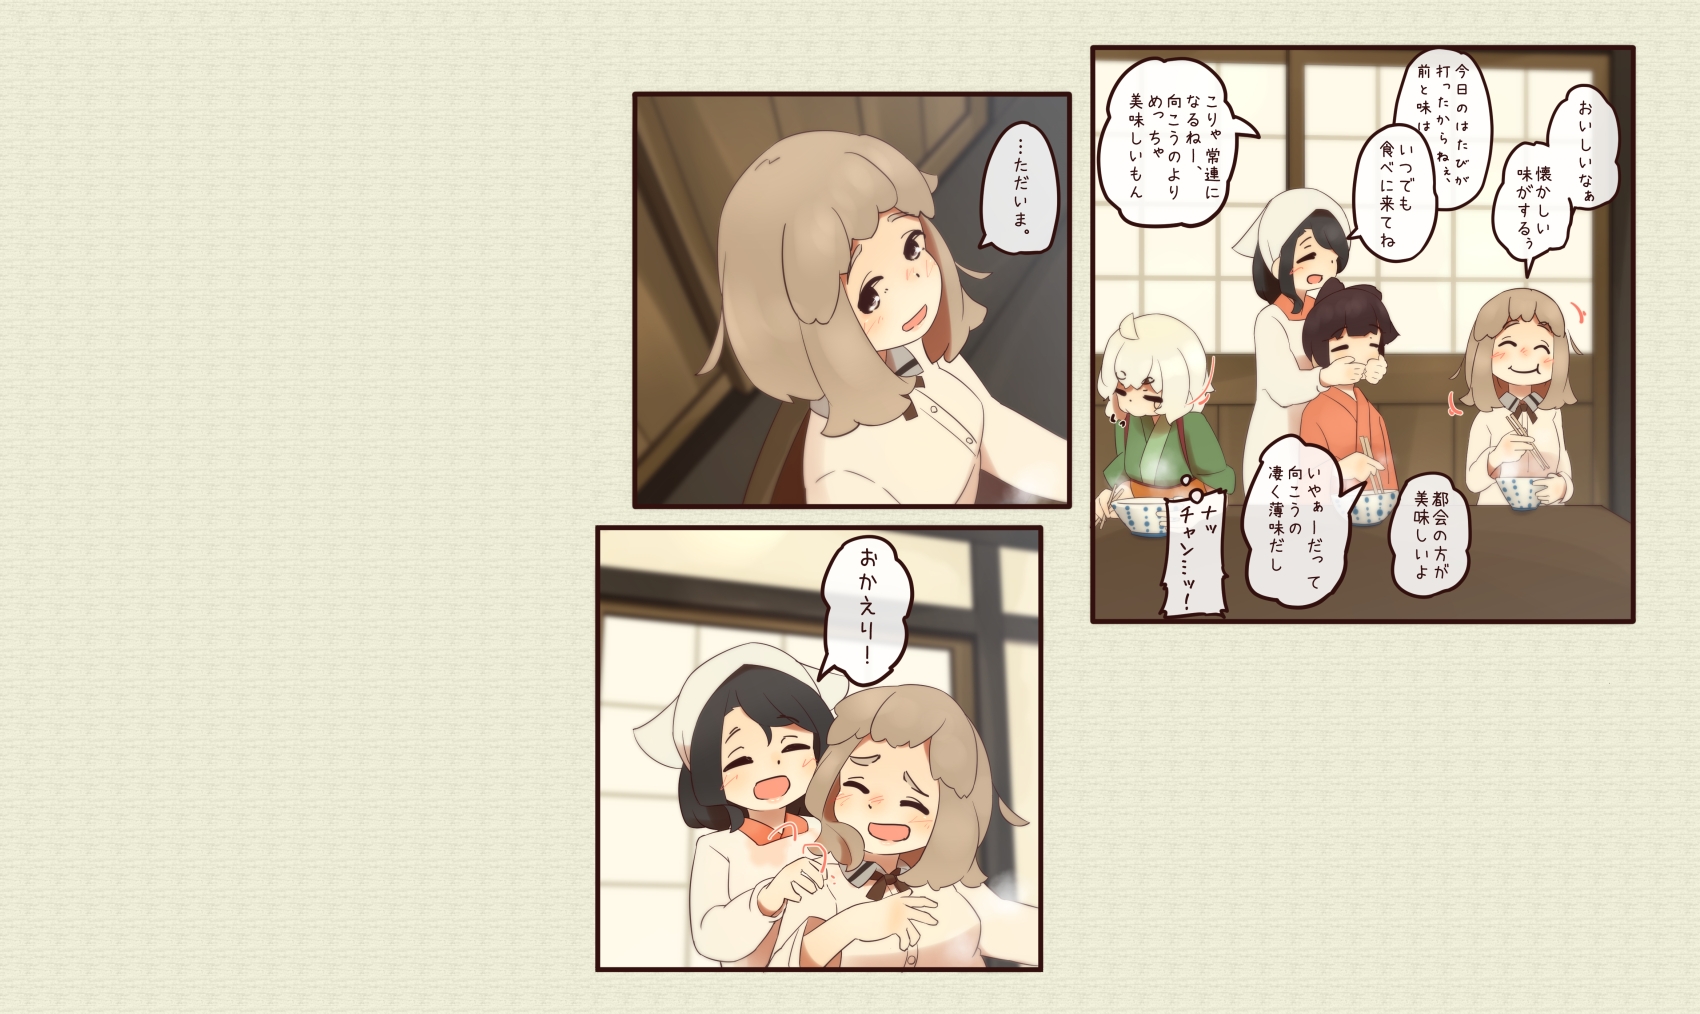 おいしいなぁ
懐かしい
味がするぅ
今日のはたびが
打ったからねぇ、
前と味は
いつでも
食べに来てね
こりゃ常連に
なるねー、
向こうのより
めっちゃ
美味しいもん
都会の方が
美味しいよ
いやぁーだって
向こうの
凄く薄味だし
ナッ
チャン…ッ！
…ただいま。
おかえり！